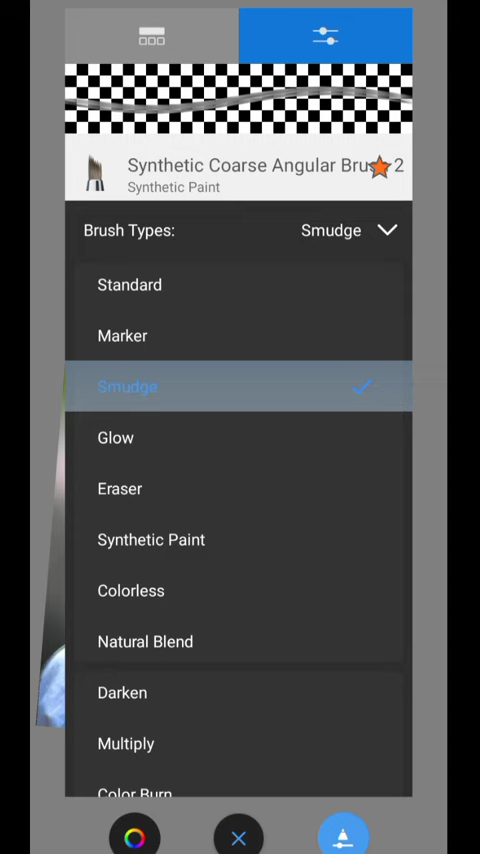 Synthetic Coarse Angular Brus 2
Synthetic Paint
Brush Types: Smudge
Standard
Marker
Smudge
Glow
Eraser
Synthetic Paint
Colorless
Natural Blend
Darken
Multiply
Color Burn